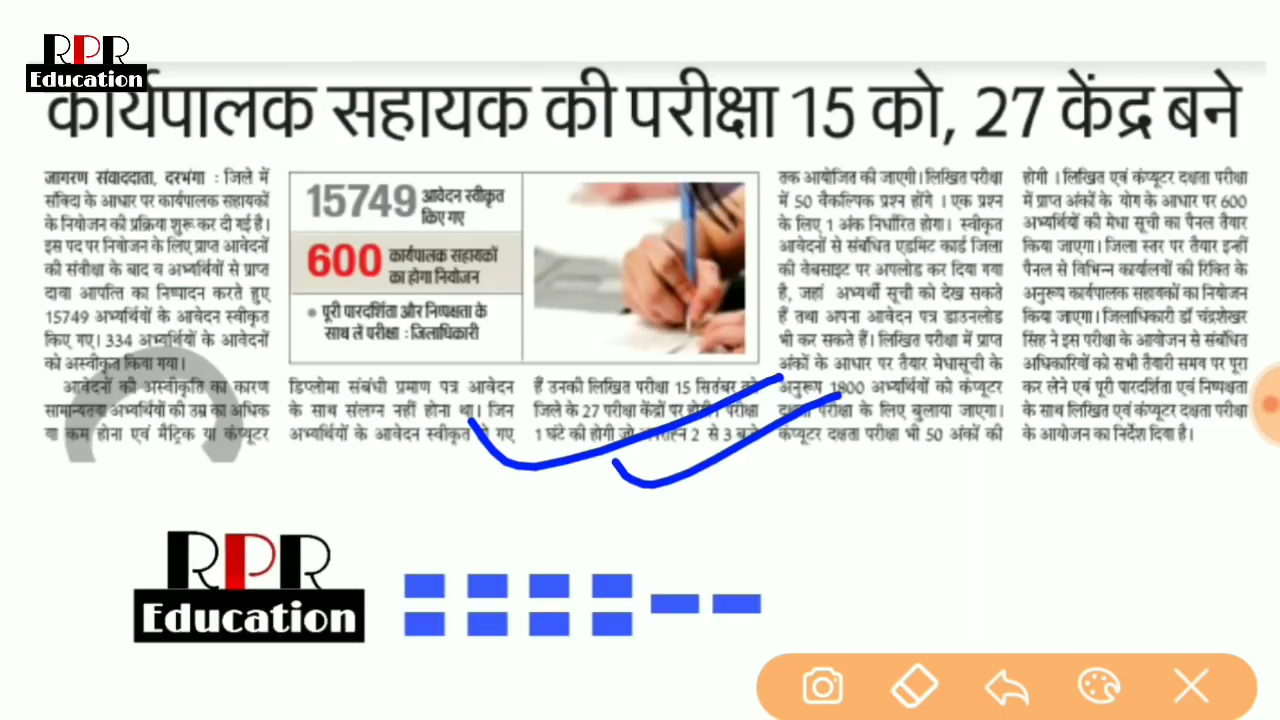 RPR
Education
कार्यपालक सहायक की परीक्षा 15 को, 27 केंद्र बने
जागरण संवाददाता, दरभंगा : जिले में
संविदा के आधार पर कार्यपालक सहायकों
के नियोजन की प्रक्रिया शुरू कर दी गई है।
इस पद पर नियोजन के लिए प्राप्त आवेदनों
की संवीक्षा के बाद व अभ्यर्थियों से प्राप्त
दावा आपत्ति का निष्पादन करते हुए
15749 अभ्यर्थियों के आवेदन स्वीकृत
किए गए। 334 अभ्यर्थियों के आवेदनों
को अस्वीकृत किया गया।
आवेदनों की अस्वीकृति का कारण
सामान्यतया अभ्यर्थियों की उम्र का अधिक
या कम होना एवं मैट्रिक या कंप्यूटर
15749 आवेदन स्वीकृत
किए गए
600 कार्यपालक सहायकों
का होगा नियोजन
● पूरी पारदर्शिता और निष्पक्षता के
साथ लें परीक्षा : जिलाधिकारी
डिप्लोमा संबंधी प्रमाण पत्र आवेदन
के साथ संलग्न नहीं होना था। जिन
अभ्यर्थियों के आवेदन स्वीकृत हो गए
हैं उनकी लिखित परीक्षा 15 सितंबर को
जिले के 27 परीक्षा केंद्रों पर होगी। परीक्षा
1 घंटे की होगी जो अपराह्न 2 से 3 बजे
तक आयोजित की जाएगी। लिखित परीक्षा
में 50 वैकल्पिक प्रश्न होंगे । एक प्रश्न
के लिए 1 अंक निर्धारित होगा। स्वीकृत
आवेदनों से संबंधित एडमिट कार्ड जिला
की वेबसाइट पर अपलोड कर दिया गया
है, जहां अभ्यर्थी सूची को देख सकते
हैं तथा अपना आवेदन पत्र डाउनलोड
भी कर सकते हैं। लिखित परीक्षा में प्राप्त
अंकों के आधार पर तैयार मेधासूची के
अनुरूप 1800 अभ्यर्थियों को कंप्यूटर
दक्षता परीक्षा के लिए बुलाया जाएगा।
कंप्यूटर दक्षता परीक्षा भी 50 अंकों की
होगी । लिखित एवं कंप्यूटर दक्षता परीक्षा
में प्राप्त अंकों के योग के आधार पर 600
अभ्यर्थियों की मेधा सूची का पैनल तैयार
किया जाएगा। जिला स्तर पर तैयार इन्हीं
पैनल से विभिन्न कार्यालयों की रिक्ति के
अनुरूप कार्यपालक सहायकों का नियोजन
किया जाएगा। जिलाधिकारी डॉ चंद्रशेखर
सिंह ने इस परीक्षा के आयोजन से संबंधित
अधिकारियों को सभी तैयारी समय पर पूरा
कर लेने एवं पूरी पारदर्शिता एवं निष्पक्षता
के साथ लिखित एवं कंप्यूटर दक्षता परीक्षा
के आयोजन का निर्देश दिया है।
RPR
Education